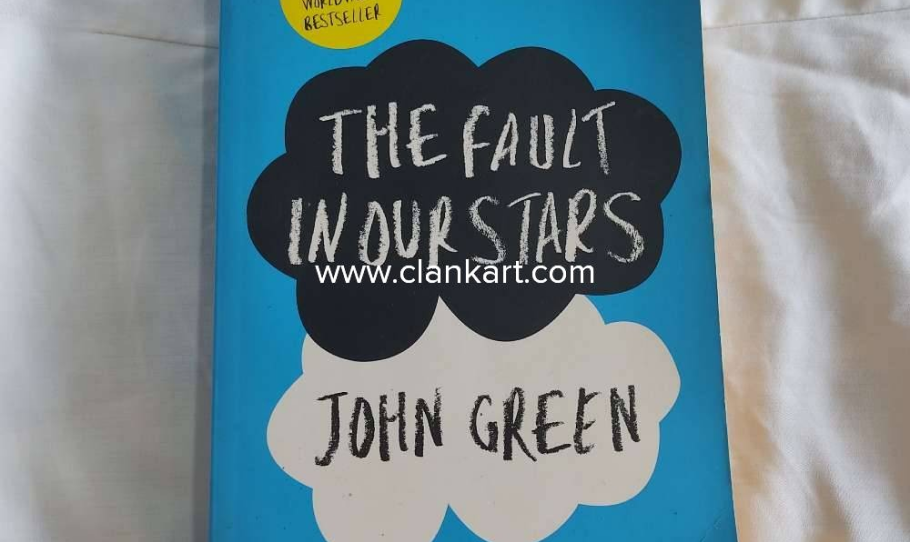 BESTSELLER
THE FAULT
IN OUR STARS
www.clankart.com
JOHN GREEN